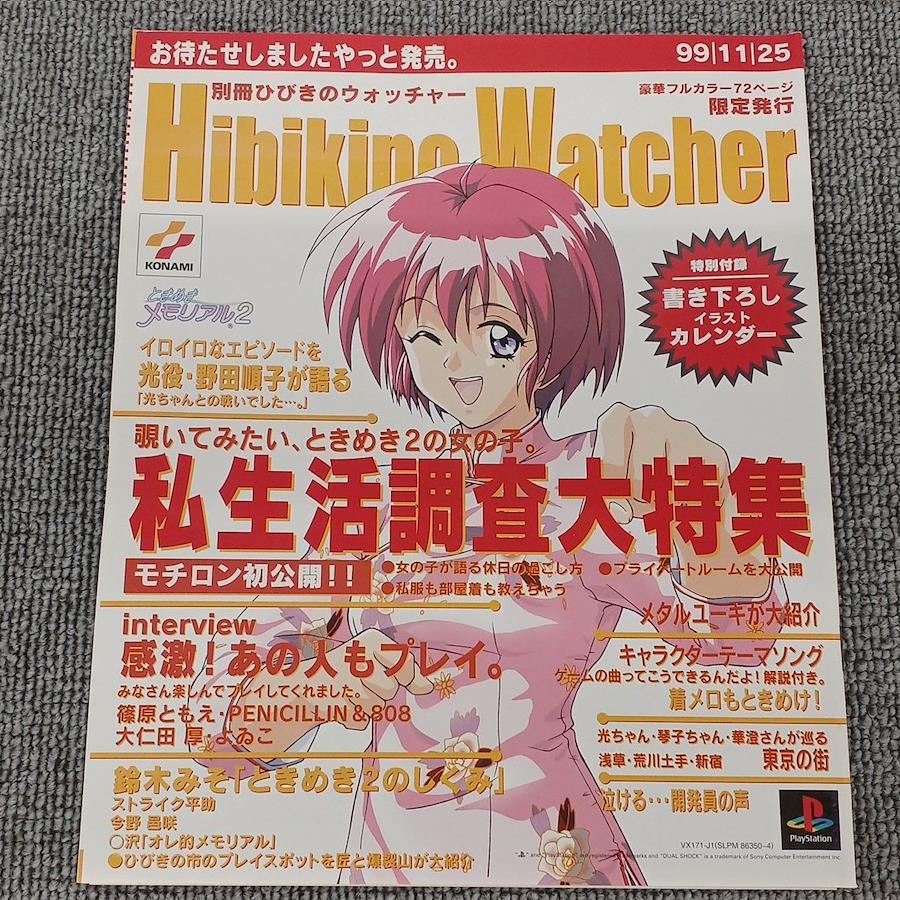 お待たせしましたやっと発売。
99|11|25
別冊ひびきのウォッチャー
豪華フルカラー72ページ
限定発行
Hibikino Watcher
KONAMI
ときめき
メモリアル®2
特別付録
書き下ろし
イラスト
カレンダー
イロイロなエピソードを
光役・野田順子が語る
「光ちゃんとの戦いでした…。」
覗いてみたい、ときめき2の女の子。
私生活調査大特集
モチロン初公開!!
●女の子が語る休日の過ごし方
●プライベートルームを大公開
●私服も部屋着も教えちゃう
メタルユーキが大紹介
キャラクターテーマソング
ゲームの曲ってこうできるんだよ!解説付き。
着メロもときめけ!
interview
感激!あの人もプレイ。
みなさん楽しんでプレイしてくれました。
篠原ともえ・PENICILLIN&808
大仁田 厚・よゐこ
光ちゃん・琴子ちゃん・華澄さんが巡る
浅草・荒川土手・新宿
東京の街
鈴木みそ「ときめき2のしくみ」
ストライク平助
今野 邑咲
○沢「オレ的メモリアル」
●ひびきの市のプレイスポットを匠と爆裂山が大紹介
泣ける…開発員の声
PlayStation
VX171-J1(SLPM 86350~4)
and "DUAL SHOCK" is a trademark of Sony Computer Entertainment Inc.